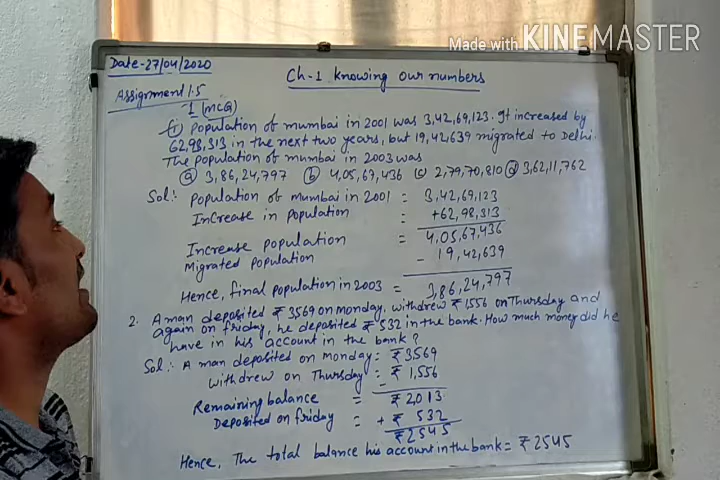 Made with KINEMASTER
Date-27/04/2020
Ch-1 Knowing our numbers
Assignment 1.5
1 (MCQ)
(i) Population of mumbai in 2001 was 3,42,69,123. It increased by
62,98,313 in the next two years, but 19,42,639 migrated to Delhi.
The population of mumbai in 2003 was
(a) 3,86,24,797 (b) 4,05,67,436 (c) 2,79,70,810 (d) 3,62,11,762
Sol:- Population of mumbai in 2001 = 3,42,69,123
Increase in population = +62,98,313
Increase population = 4,05,67,436
Migrated population - 19,42,639
Hence, final population in 2003 = 3,86,24,797
2. A man deposited ₹ 3569 on monday, withdrew ₹ 1,556 on Thursday and
again on friday, he deposited ₹ 532 in the bank. How much money did he
have in his account in the bank?
Sol:- A man deposited on Monday = ₹ 3569
withdrew on Thursday = - ₹ 1,556
Remaining balance = ₹ 2013
Deposited on friday = + ₹ 532
₹ 2545
Hence, The total balance his account in the bank = ₹ 2545